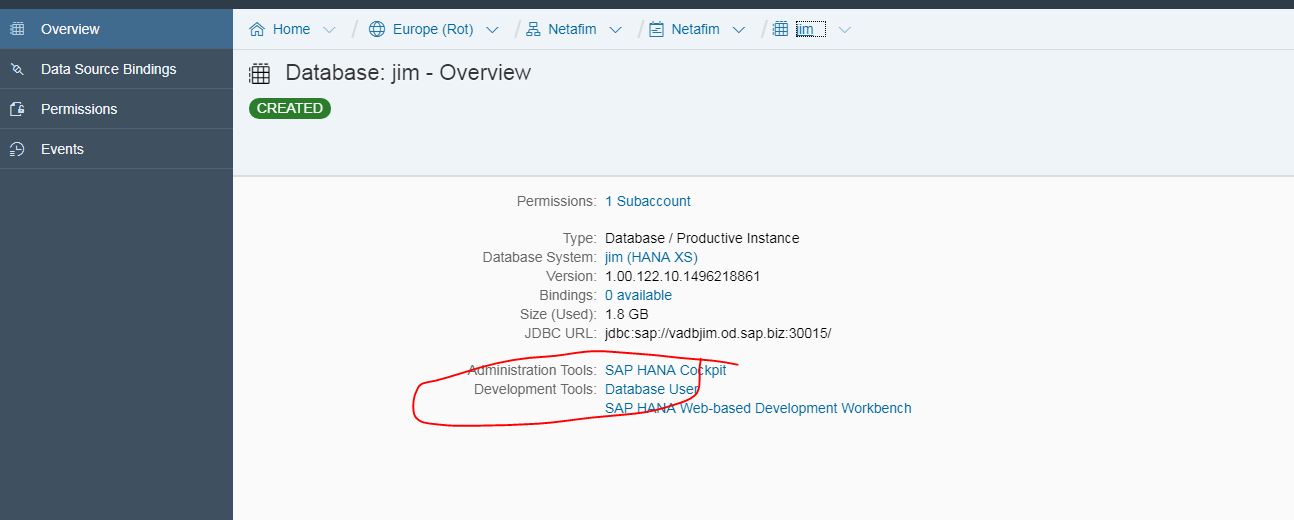 Overview
Data Source Bindings
Permissions
Events
Home / Europe (Rot) / Netafim / Netafim / jim
Database: jim - Overview
CREATED
Permissions: 1 Subaccount
Type: Database / Productive Instance
Database System: jim (HANA XS)
Version: 1.00.122.10.1496218861
Bindings: 0 available
Size (Used): 1.8 GB
JDBC URL: jdbc:sap://vadbjim.od.sap.biz:30015/
Administration Tools: SAP HANA Cockpit
Development Tools: Database User
SAP HANA Web-based Development Workbench